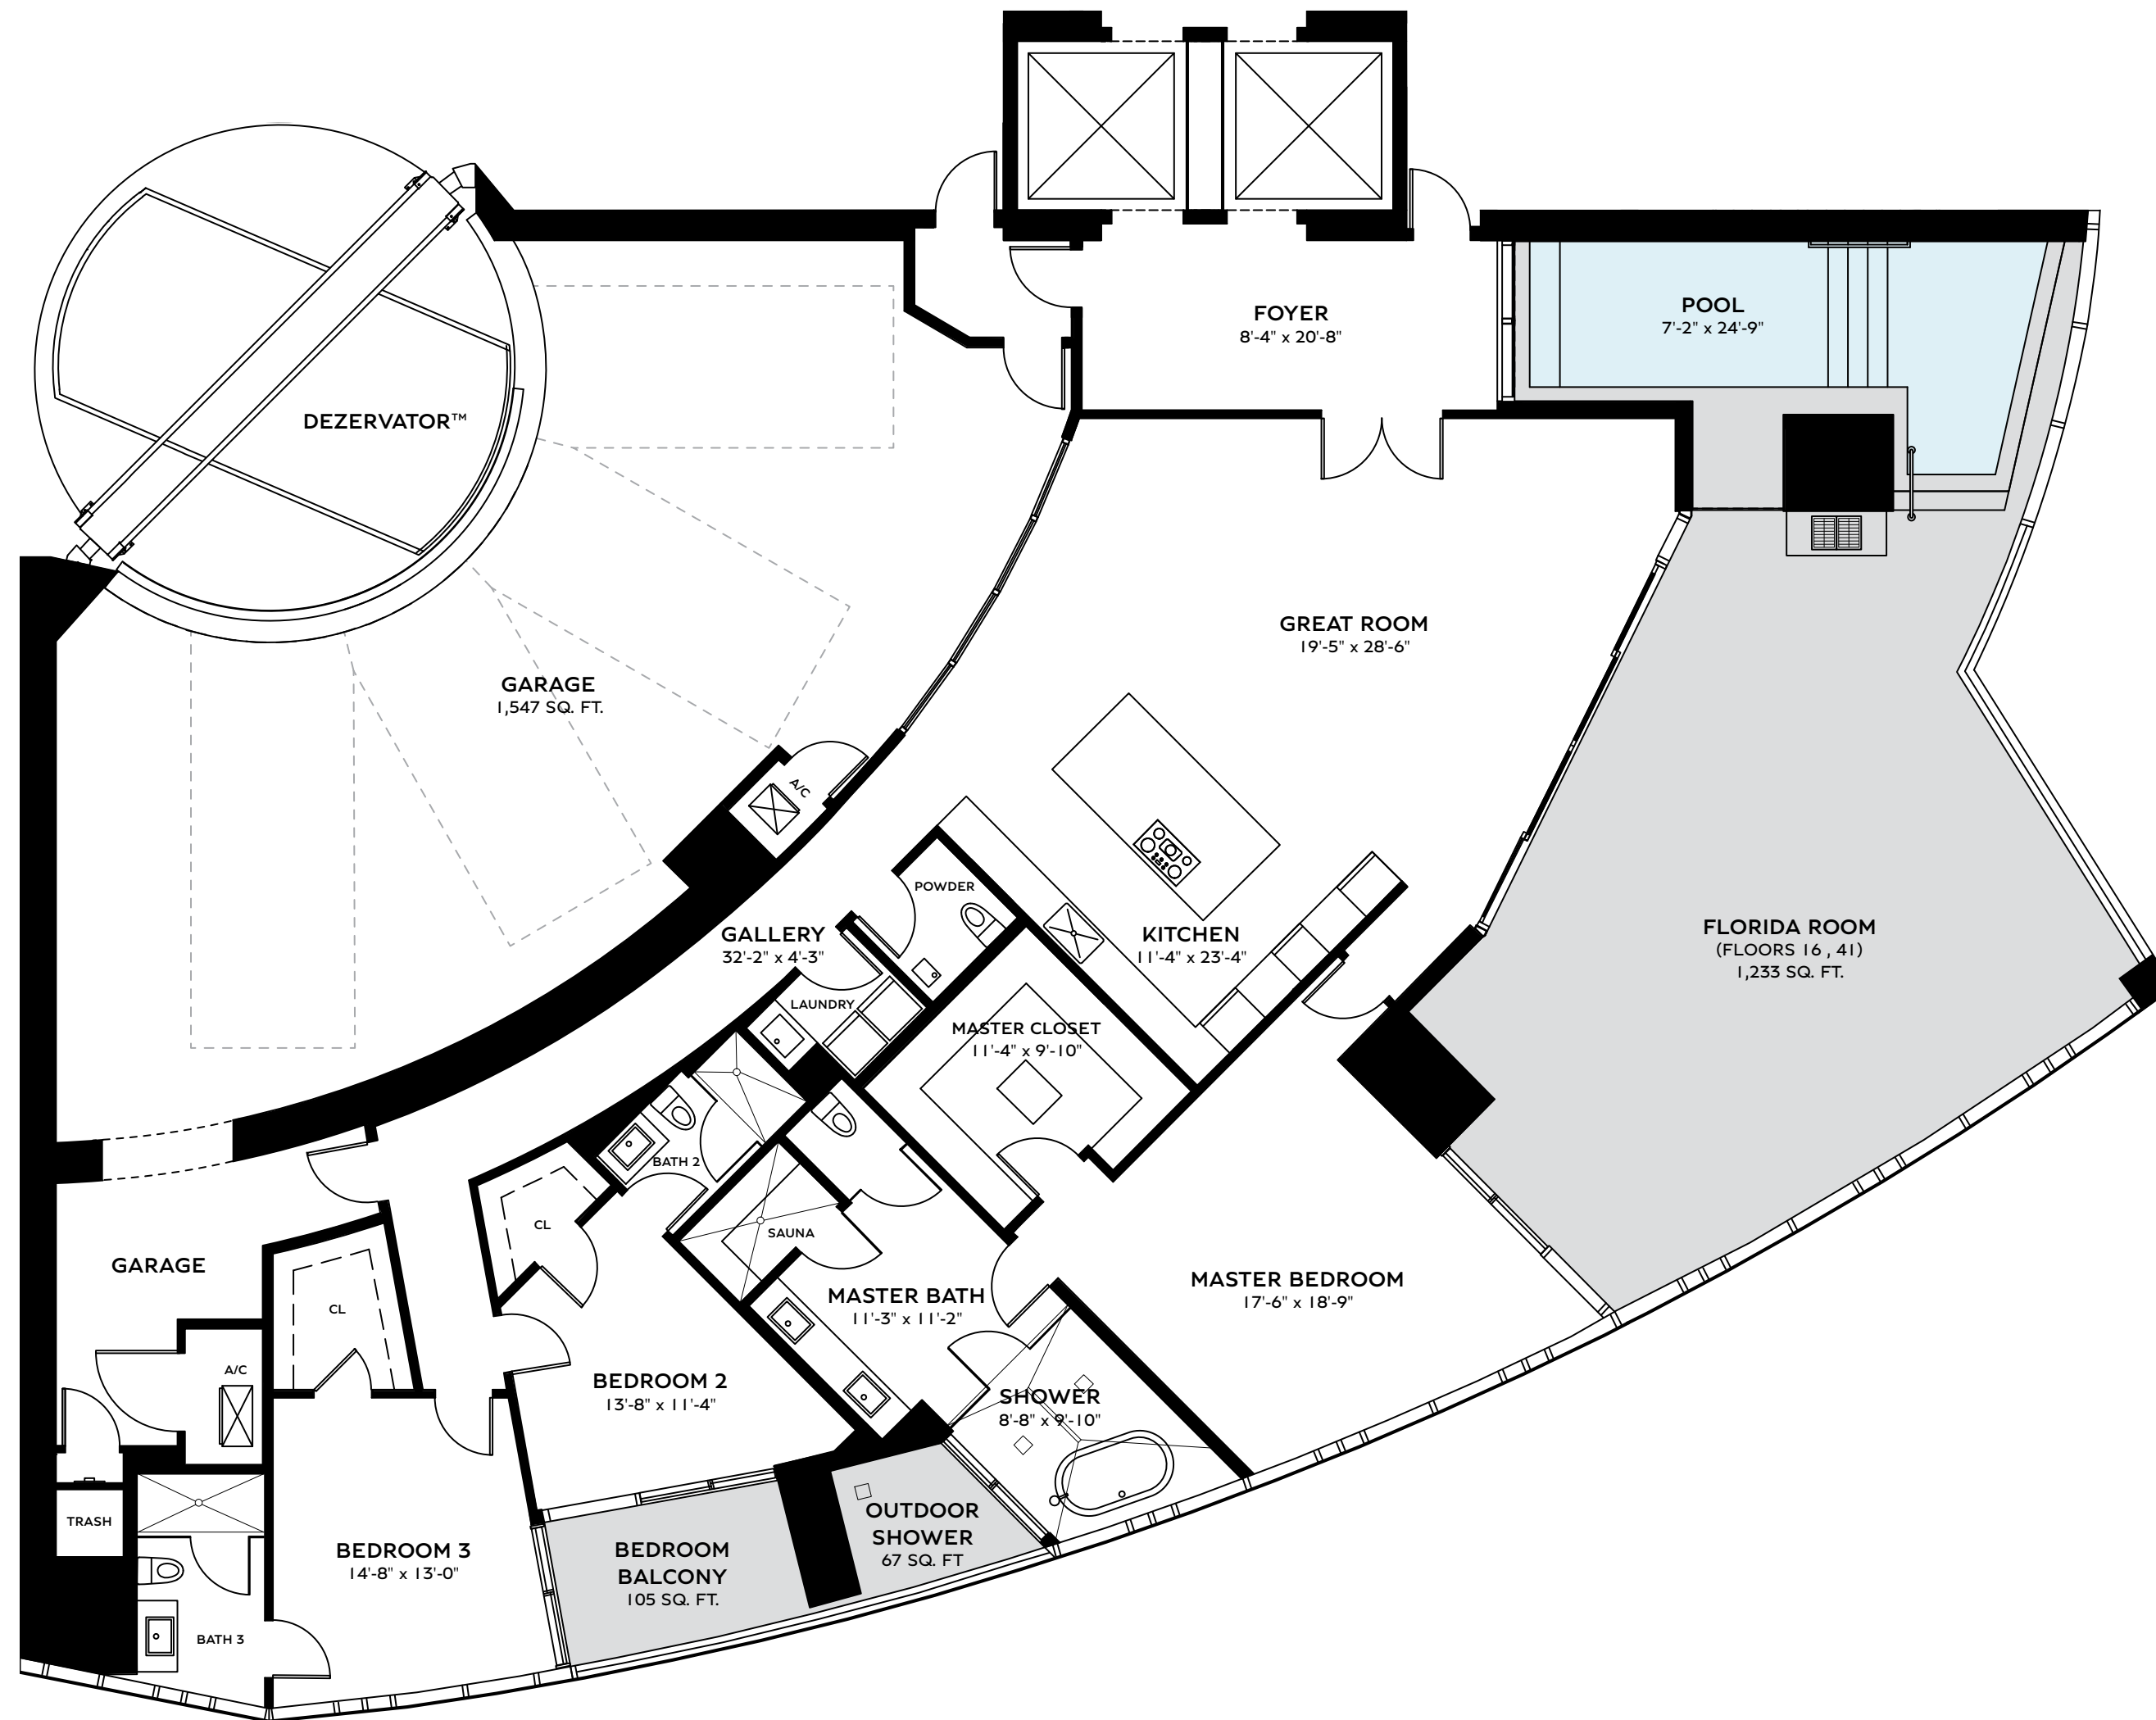 FOYER
8'-4" x 20'-8"
POOL
7'-2" x 24'-9"
DEZERVATOR™
GREAT ROOM
19'-5" x 28'-6"
GARAGE
1,547 SQ. FT.
A/C
POWDER
GALLERY
32'-2" x 4'-3"
KITCHEN
11'-4" x 23'-4"
FLORIDA ROOM
(FLOORS 16 , 41)
1,233 SQ. FT.
LAUNDRY
MASTER CLOSET
11'-4" x 9'-10"
BATH 2
CL
SAUNA
GARAGE
CL
MASTER BATH
11'-3" x 11'-2"
MASTER BEDROOM
17'-6" x 18'-9"
A/C
BEDROOM 2
13'-8" x 11'-4"
SHOWER
8'-8" x 9'-10"
TRASH
BEDROOM 3
14'-8" x 13'-0"
BEDROOM
BALCONY
105 SQ. FT.
OUTDOOR
SHOWER
67 SQ. FT
BATH 3